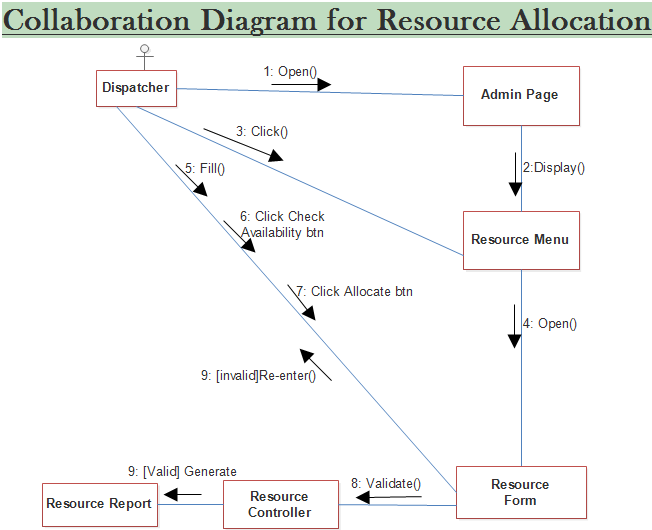 Collaboration Diagram for Resource Allocation
Dispatcher
1: Open()
Admin Page
3: Click()
5: Fill()
2:Display()
6: Click Check
Availability btn
Resource Menu
7: Click Allocate btn
4: Open()
9: [invalid]Re-enter()
9: [Valid] Generate
8: Validate()
Resource
Form
Resource Report
Resource
Controller